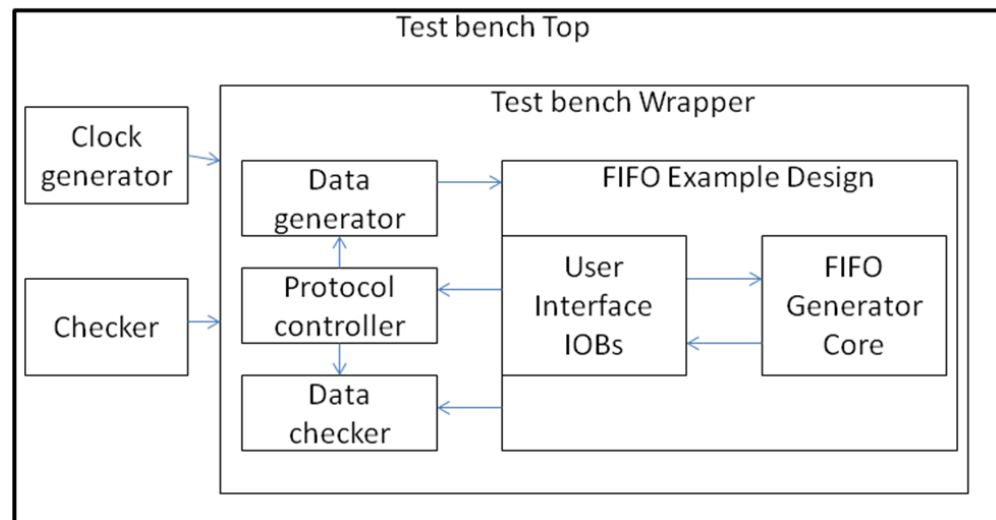 Test bench Top
Test bench Wrapper
Clock
generator
Data
generator
FIFO Example Design
User
Interface
IOBs
FIFO
Generator
Core
Protocol
controller
Checker
Data
checker